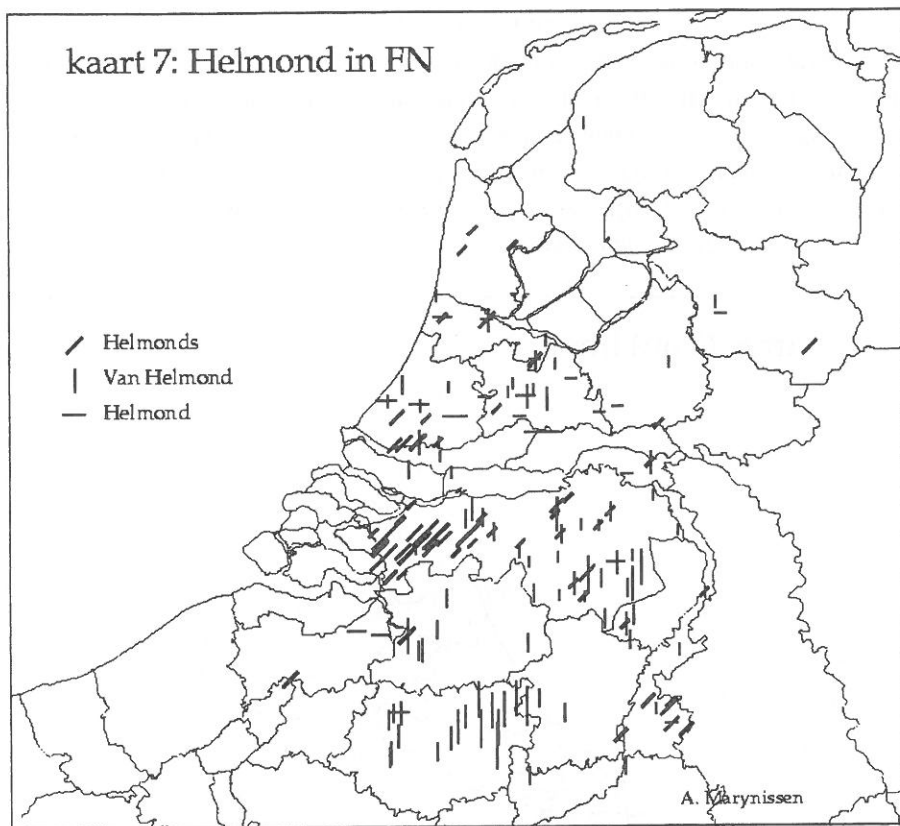 kaart 7: Helmond in FN
Helmonds
Van Helmond
Helmond
A. Marynissen